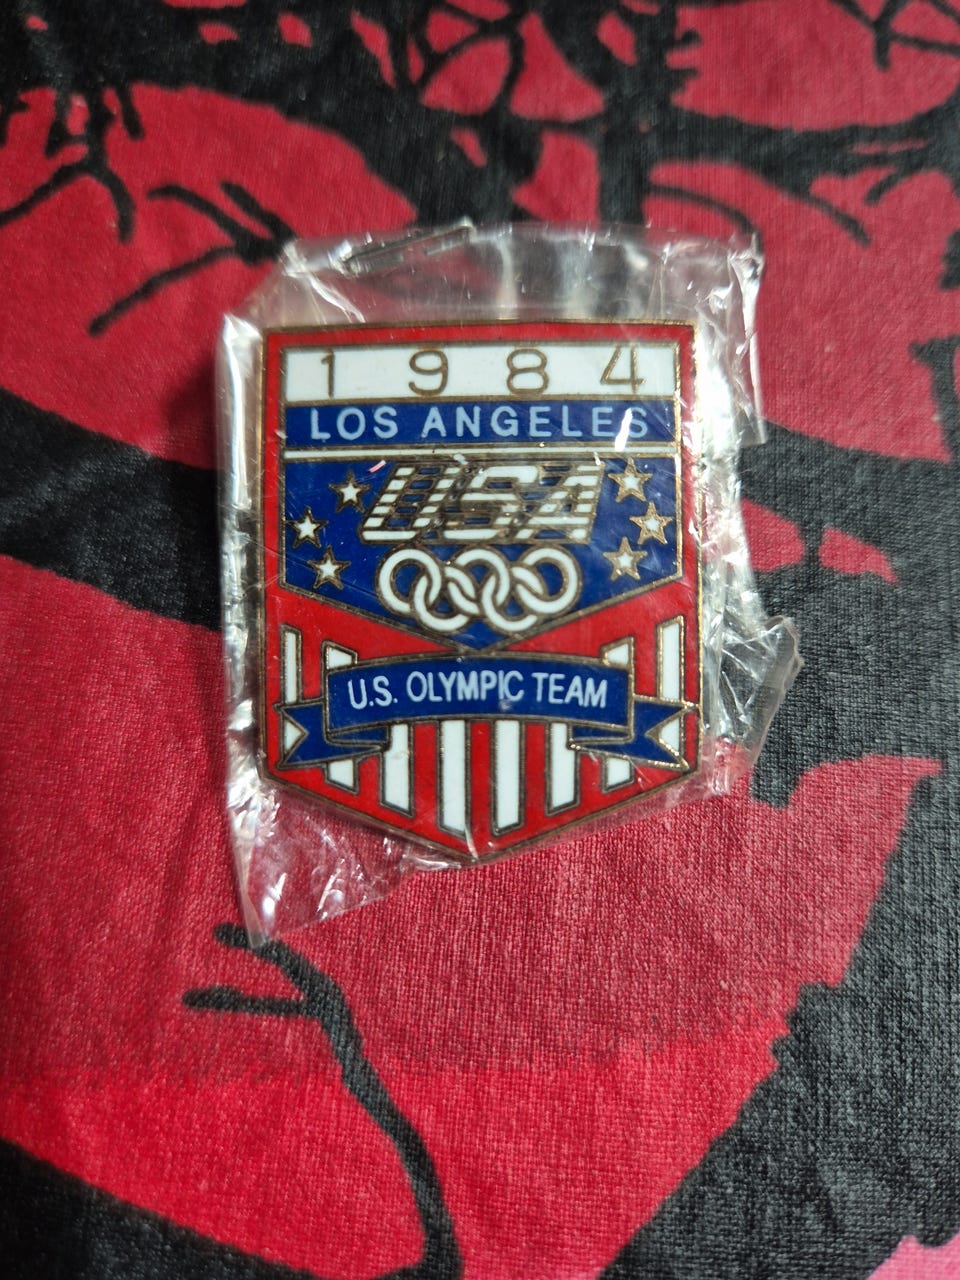 1984
LOS ANGELES
USA
U.S. OLYMPIC TEAM